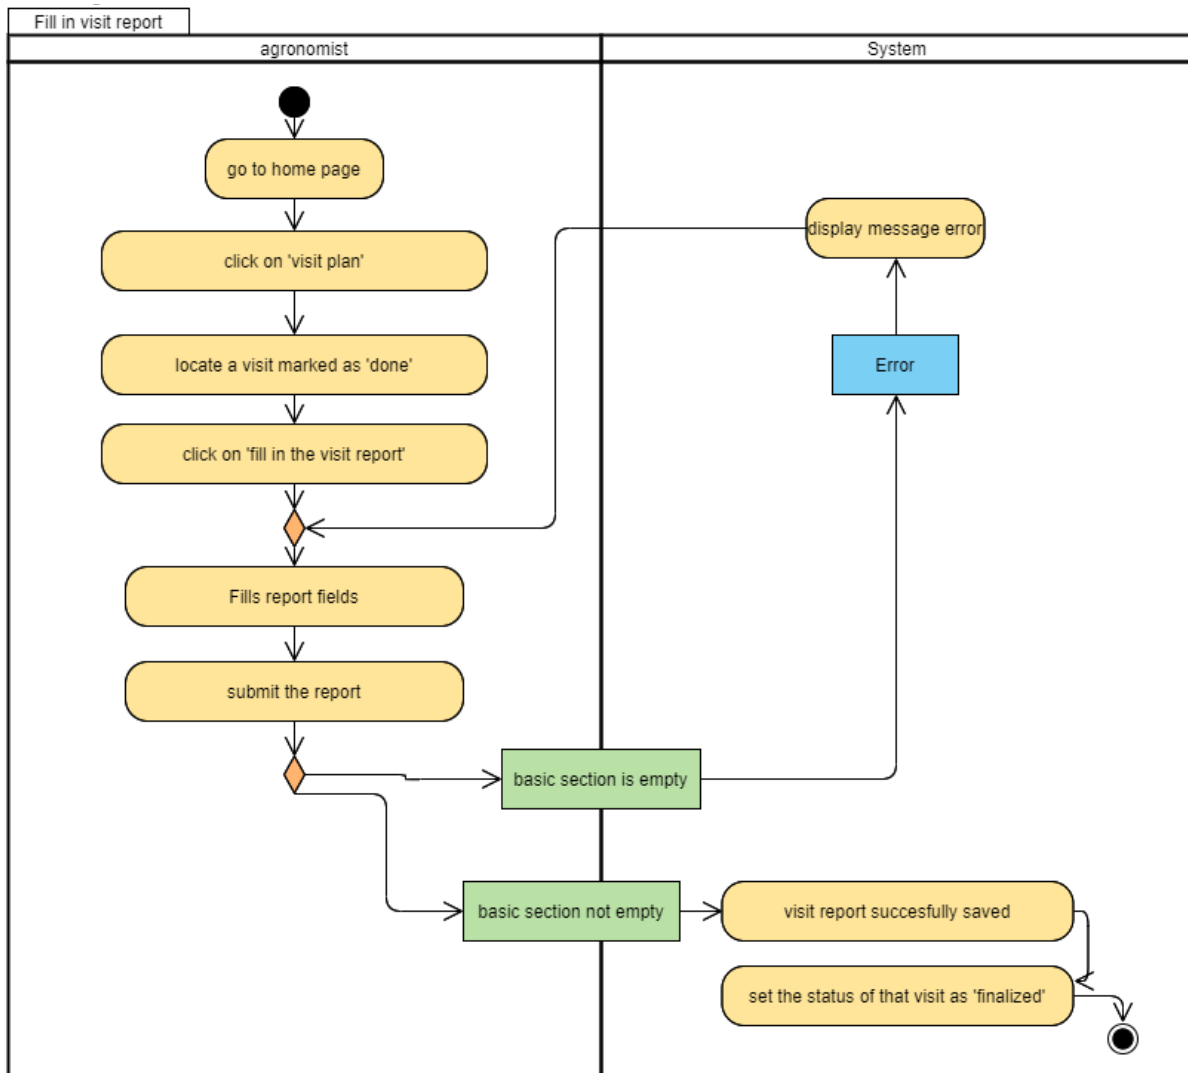 Fill in visit report
agronomist
System
go to home page
click on 'visit plan'
display message error
locate a visit marked as 'done'
Error
click on 'fill in the visit report'
Fills report fields
submit the report
basic section is empty
basic section not empty
visit report succesfully saved
set the status of that visit as 'finalized'